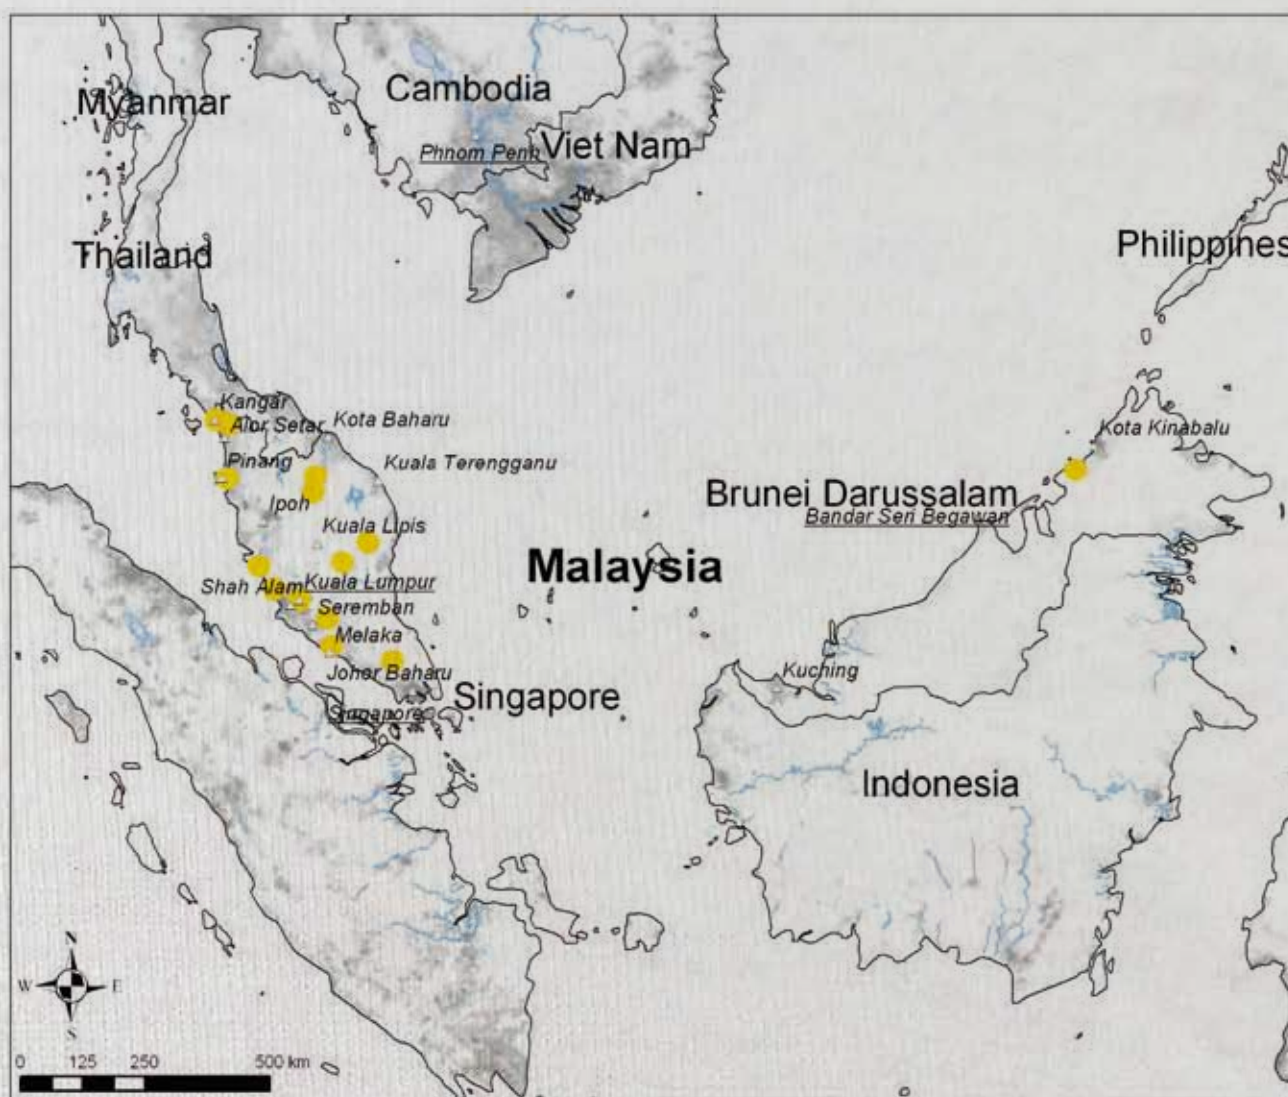 Cambodia
Myanmar
Phnom Penh
Viet Nam
Thailand
Philippines
Kangar
Kota Baharu
Alor Setar
Kota Kinabalu
Pinang
Kuala Terengganu
Ipoh
Brunei Darussalam
Bandar Seri Begawan
Kuala Lipis
Malaysia
Shah Alam
Kuala Lumpur
Seremban
Melaka
Johor Baharu
Kuching
Singapore
Singapore
Indonesia
N
W
E
S
0 125 250 500 km